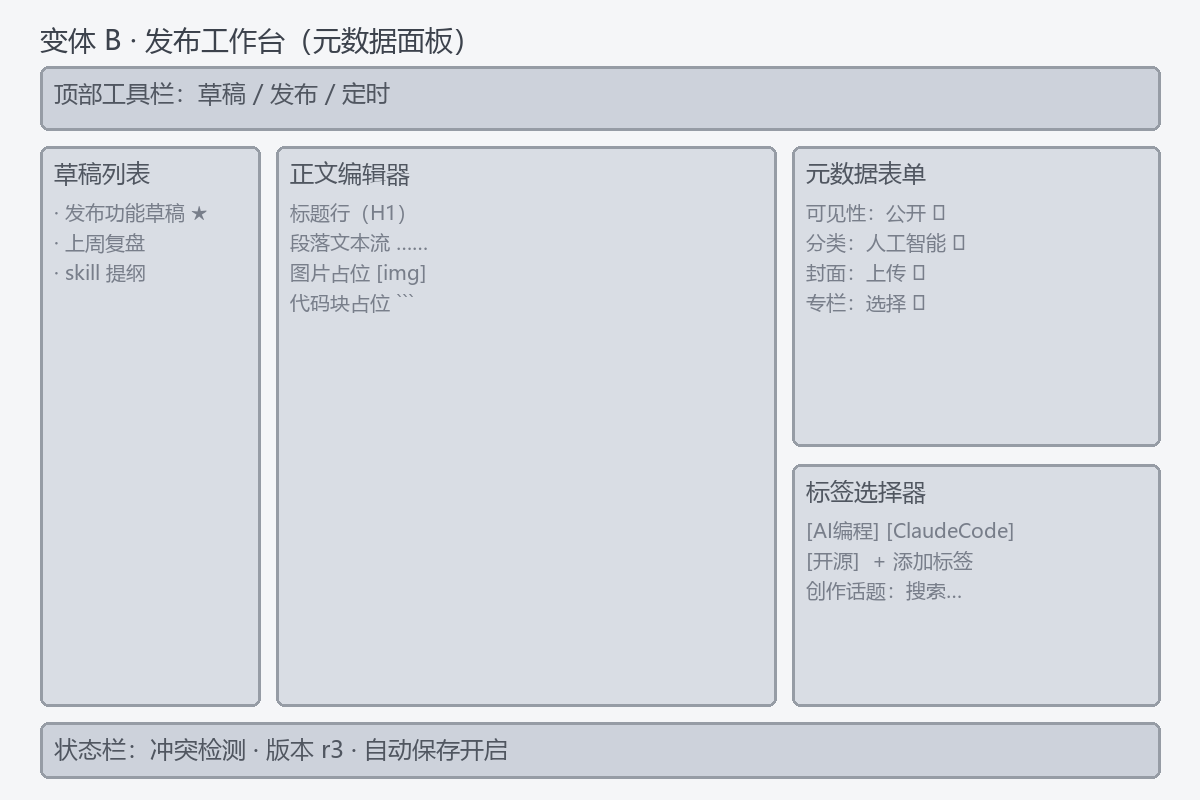 变体 B · 发布工作台（元数据面板）
顶部工具栏：草稿 / 发布 / 定时
草稿列表
· 发布功能草稿 ★
· 上周复盘
· skill 提纲
正文编辑器
标题行（H1）
段落文本流 ……
图片占位 [img]
代码块占位 ```
元数据表单
可见性：公开 ▯
分类：人工智能 ▯
封面：上传 ▯
专栏：选择 ▯
标签选择器
[AI编程] [ClaudeCode]
[开源] + 添加标签
创作话题：搜索…
状态栏：冲突检测 · 版本 r3 · 自动保存开启